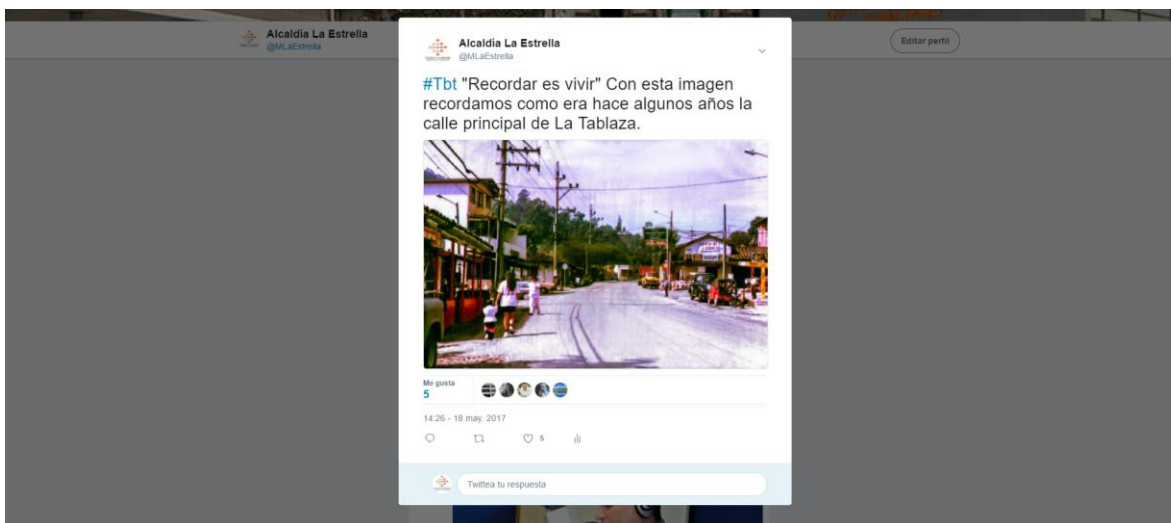 Alcaldía La Estrella
@MLaEstrella
Editar perfil
Alcaldía La Estrella
@MLaEstrella
#Tbt "Recordar es vivir" Con esta imagen
recordamos como era hace algunos años la
calle principal de La Tablaza.
Me gusta
5
14:26 - 18 may. 2017
5
Twittea tu respuesta